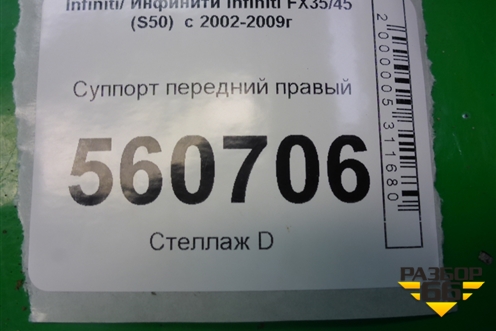 Infiniti/ Инфинити Infiniti FX35/45
(S50) с 2002-2009г
Суппорт передний правый
560706
Стеллаж D
2000005311680
РАЗБОР
66